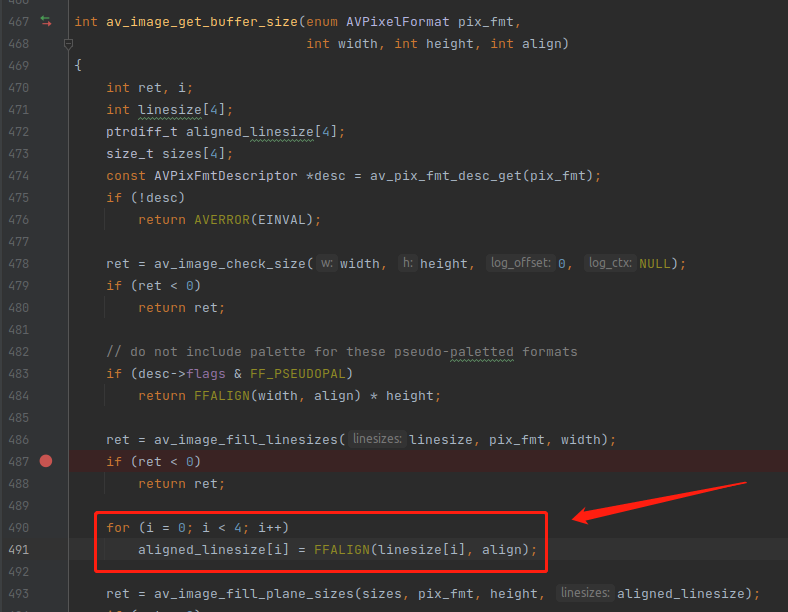 467 int av_image_get_buffer_size(enum AVPixelFormat pix_fmt,
468 int width, int height, int align)
469 {
470 int ret, i;
471 int linesize[4];
472 ptrdiff_t aligned_linesize[4];
473 size_t sizes[4];
474 const AVPixFmtDescriptor *desc = av_pix_fmt_desc_get(pix_fmt);
475 if (!desc)
476 return AVERROR(EINVAL);
477
478 ret = av_image_check_size( w: width, h: height, log_offset: 0, log_ctx: NULL);
479 if (ret < 0)
480 return ret;
481
482 // do not include palette for these pseudo-paletted formats
483 if (desc->flags & FF_PSEUDOPAL)
484 return FFALIGN(width, align) * height;
485
486 ret = av_image_fill_linesizes( linesizes: linesize, pix_fmt, width);
487 if (ret < 0)
488 return ret;
489
490 for (i = 0; i < 4; i++)
491 aligned_linesize[i] = FFALIGN(linesize[i], align);
492
493 ret = av_image_fill_plane_sizes(sizes, pix_fmt, height, linesizes: aligned_linesize);